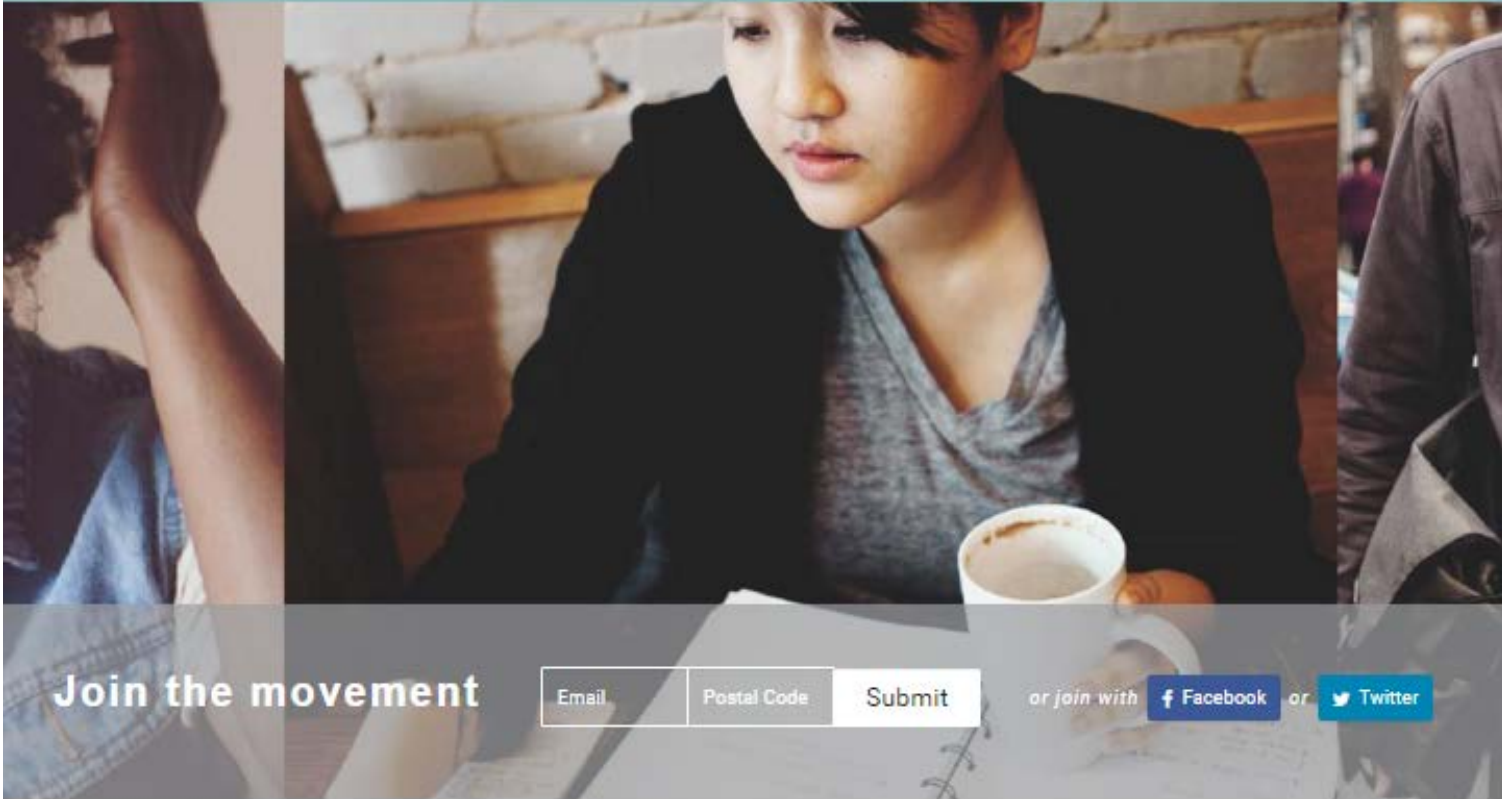 Join the movement
Email
Postal Code
Submit
or join with
Facebook
or
Twitter